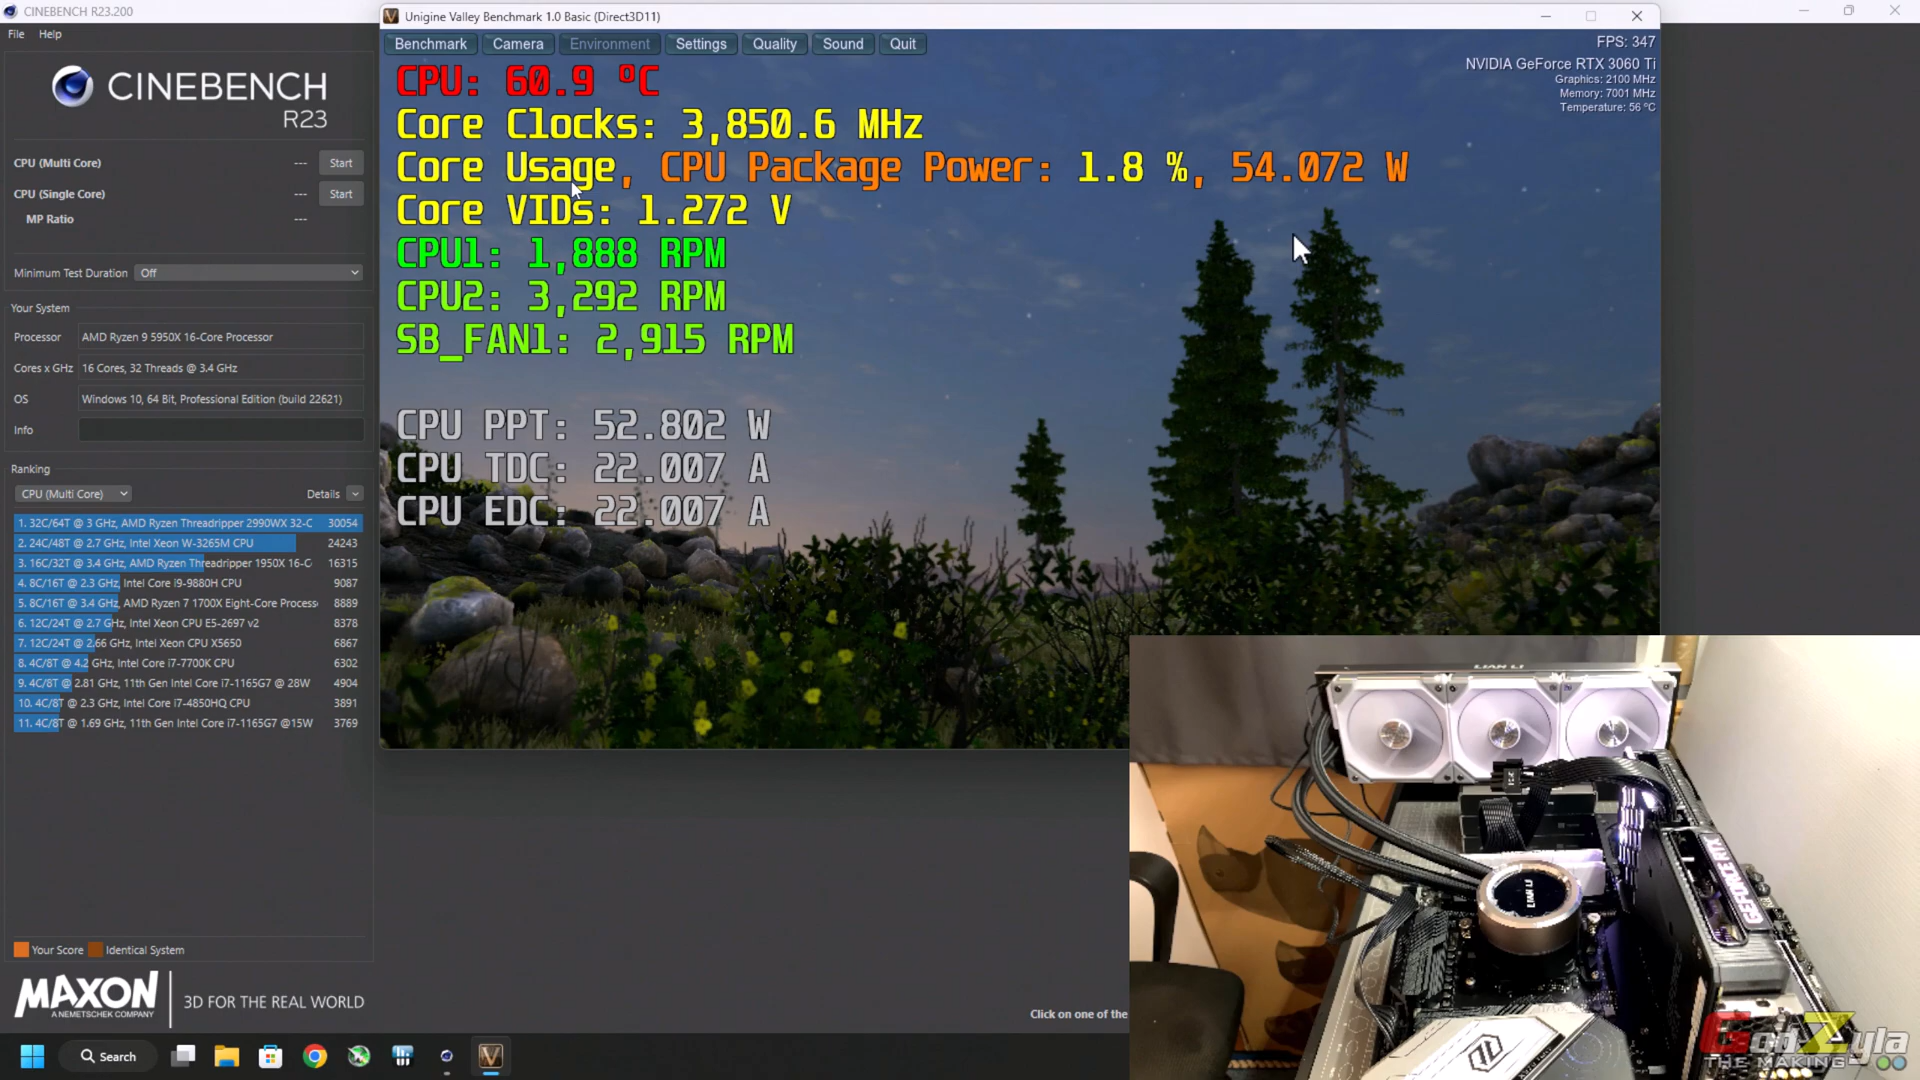 CINEBENCH R23.200
File Help
CINEBENCH
R23
CPU (Multi Core) --- Start
CPU (Single Core) --- Start
MP Ratio ---
Minimum Test Duration Off
Your System
Processor AMD Ryzen 9 5950X 16-Core Processor
Cores x GHz 16 Cores, 32 Threads @ 3.4 GHz
OS Windows 10, 64 Bit, Professional Edition (build 22621)
Info
Ranking
CPU (Multi Core) Details
1. 32C/64T @ 3 GHz, AMD Ryzen Threadripper 2990WX 32-C 30054
2. 24C/48T @ 2.7 GHz, Intel Xeon W-3265M CPU 24243
3. 16C/32T @ 3.4 GHz, AMD Ryzen Threadripper 1950X 16-C 16315
4. 8C/16T @ 2.3 GHz, Intel Core i9-9880H CPU 9087
5. 8C/16T @ 3.4 GHz, AMD Ryzen 7 1700X Eight-Core Process 8889
6. 12C/24T @ 2.7 GHz, Intel Xeon CPU E5-2697 v2 8378
7. 12C/24T @ 2.66 GHz, Intel Xeon CPU X5650 6867
8. 4C/8T @ 4.2 GHz, Intel Core i7-7700K CPU 6302
9. 4C/8T @ 2.81 GHz, 11th Gen Intel Core i7-1165G7 @ 28W 4904
10. 4C/8T @ 2.3 GHz, Intel Core i7-4850HQ CPU 3891
11. 4C/8T @ 1.69 GHz, 11th Gen Intel Core i7-1165G7 @15W 3769
Your Score Identical System
MAXON
A NEMETSCHEK COMPANY
3D FOR THE REAL WORLD
Unigine Valley Benchmark 1.0 Basic (Direct3D11)
Benchmark Camera Environment Settings Quality Sound Quit
FPS: 347
NVIDIA GeForce RTX 3060 Ti
Graphics: 2100 MHz
Memory: 7001 MHz
Temperature: 56 ºC
CPU: 60.9 ºC
Core Clocks: 3,850.6 MHz
Core Usage, CPU Package Power: 1.8 %, 54.072 W
Core VIDs: 1.272 V
CPU1: 1,888 RPM
CPU2: 3,292 RPM
SB_FAN1: 2,915 RPM
CPU PPT: 52.802 W
CPU TDC: 22.007 A
CPU EDC: 22.007 A
Click on one of the
LIAN LI
LIAN LI
GEFORCE RTX
GodZyla
THE MAKING
Search